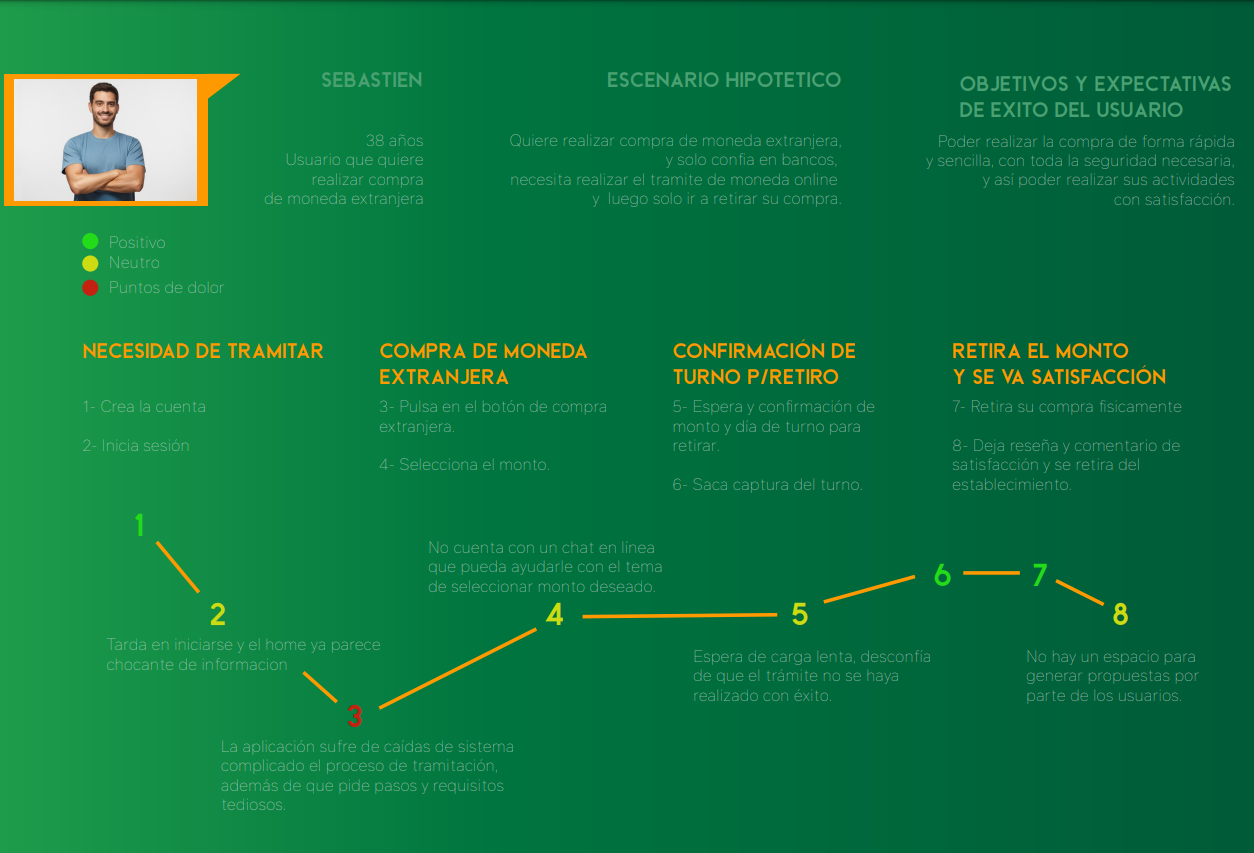 SEBASTIEN
38 años
Usuario que quiere
realizar compra
de moneda extranjera
ESCENARIO HIPOTETICO
Quiere realizar compra de moneda extranjera,
y solo confia en bancos,
necesita realizar el tramite de moneda online
y luego solo ir a retirar su compra.
OBJETIVOS Y EXPECTATIVAS
DE EXITO DEL USUARIO
Poder realizar la compra de forma rápida
y sencilla, con toda la seguridad necesaria,
y así poder realizar sus actividades
con satisfacción.
Positivo
Neutro
Puntos de dolor
NECESIDAD DE TRAMITAR
1- Crea la cuenta
2- Inicia sesión
COMPRA DE MONEDA
EXTRANJERA
3- Pulsa en el botón de compra
extranjera.
4- Selecciona el monto.
CONFIRMACIÓN DE
TURNO P/RETIRO
5- Espera y confirmación de
monto y día de turno para
retirar.
6- Saca captura del turno.
RETIRA EL MONTO
Y SE VA SATISFACCIÓN
7- Retira su compra fisicamente
8- Deja reseña y comentario de
satisfacción y se retira del
establecimiento.
1
2
Tarda en iniciarse y el home ya parece
chocante de informacion
3
La aplicación sufre de caidas de sistema
complicado el proceso de tramitación,
además de que pide pasos y requisitos
tediosos.
No cuenta con un chat en línea
que pueda ayudarle con el tema
de seleccionar monto deseado.
4
5
Espera de carga lenta, desconfía
de que el trámite no se haya
realizado con éxito.
6
7
8
No hay un espacio para
generar propuestas por
parte de los usuarios.